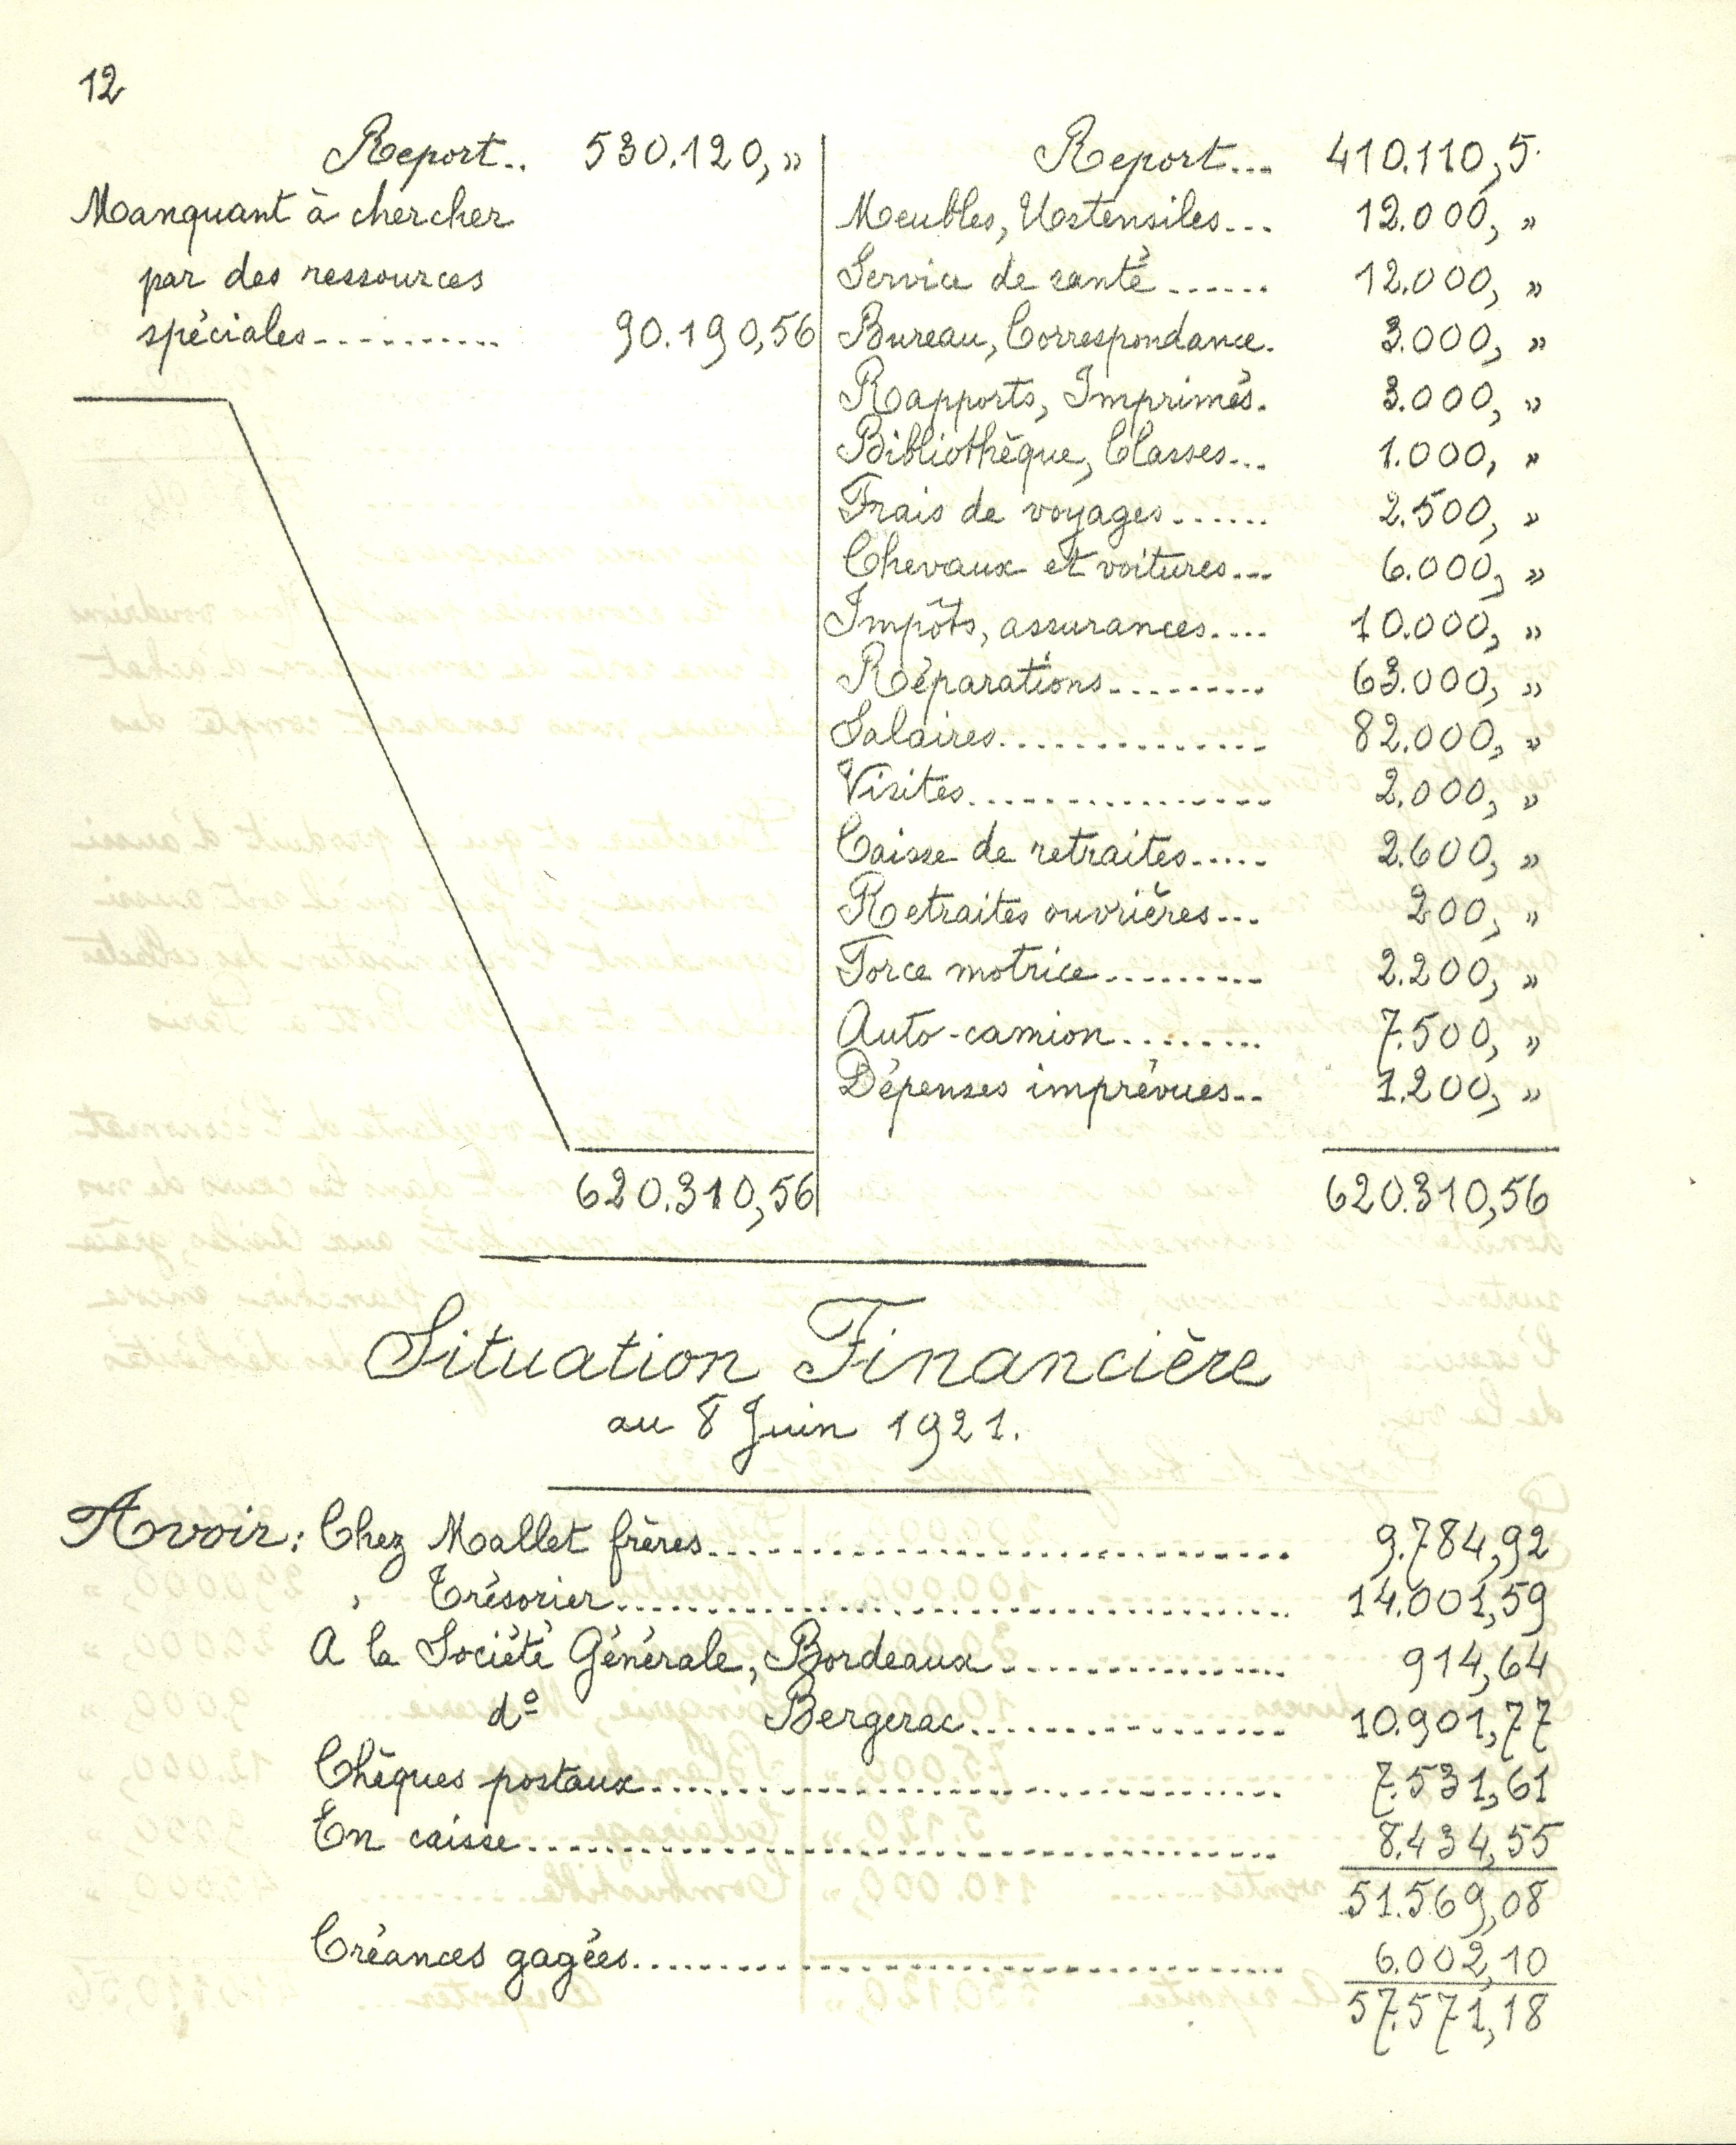 12
Report.. 530.120,»
Manquant à chercher
par des ressources
spéciales........... 90.190,56
620.310,56
Report... 410.110,5
Meubles, Ustensiles... 12.000, »
Service de santé...... 12.000, »
Bureau, Correspondance. 3.000, »
Rapports, Imprimés. 3.000, »
Bibliothèque, Classes... 1.000, »
Frais de voyages...... 2.500, »
Chevaux et voitures... 6.000, »
Impôts, assurances.... 10.000, »
Réparations......... 63.000, »
Salaires............... 82.000, »
Visites................. 2.000, »
Caisse de retraites..... 2.600, »
Retraites ouvrières... 200, »
Force motrice......... 2.200, »
Auto-camion........ 7.500, »
Dépenses imprévues.. 1.200, »
620.310,56
Situation Financière
au 8 Juin 1921.
Avoir: Chez Mallet frères.................................... 9.784,92
" Trésorier.......................................... 14.001,59
A la Société Générale, Bordeaux................. 914,64
dº Bergerac.................. 10.901,77
Chèques postaux...................................... 7.531,61
En caisse............................................. 8.434,55
51.569,08
Créances gagées........................................ 6.002,10
57.571,18